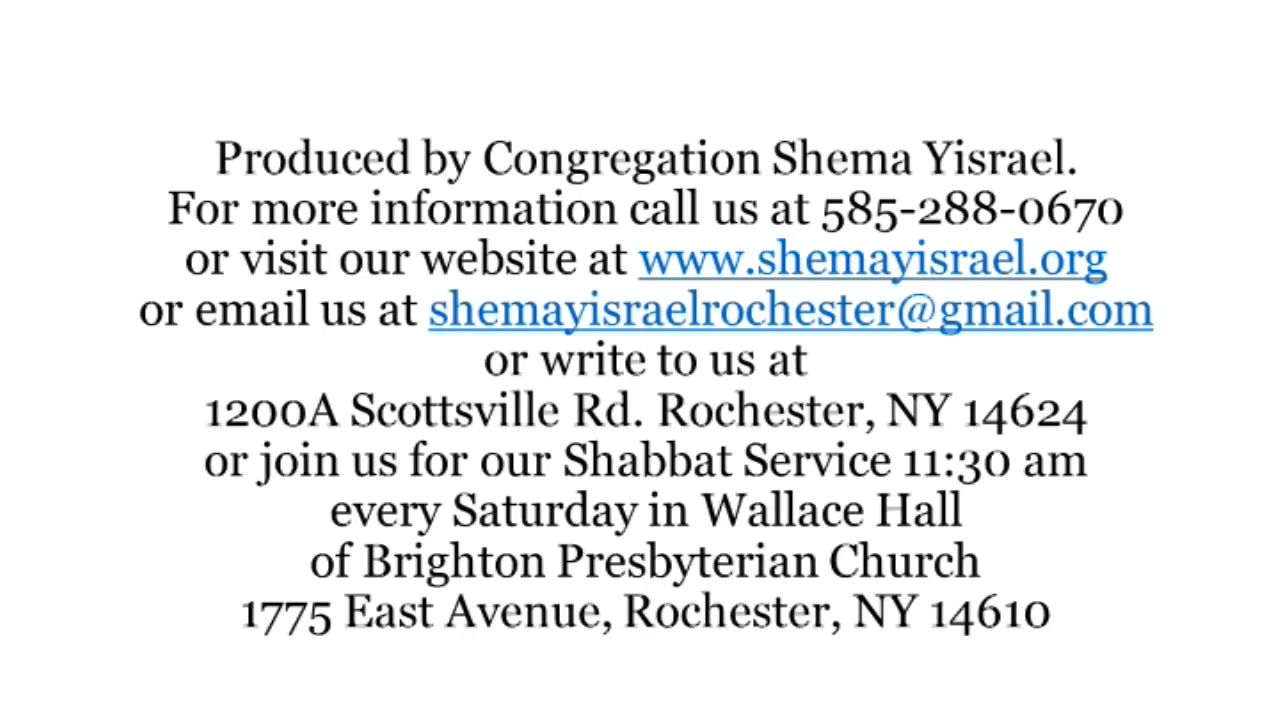 Produced by Congregation Shema Yisrael.
For more information call us at 585-288-0670
or visit our website at www.shemayisrael.org
or email us at shemayisraelrochester@gmail.com
or write to us at
1200A Scottsville Rd. Rochester, NY 14624
or join us for our Shabbat Service 11:30 am
every Saturday in Wallace Hall
of Brighton Presbyterian Church
1775 East Avenue, Rochester, NY 14610